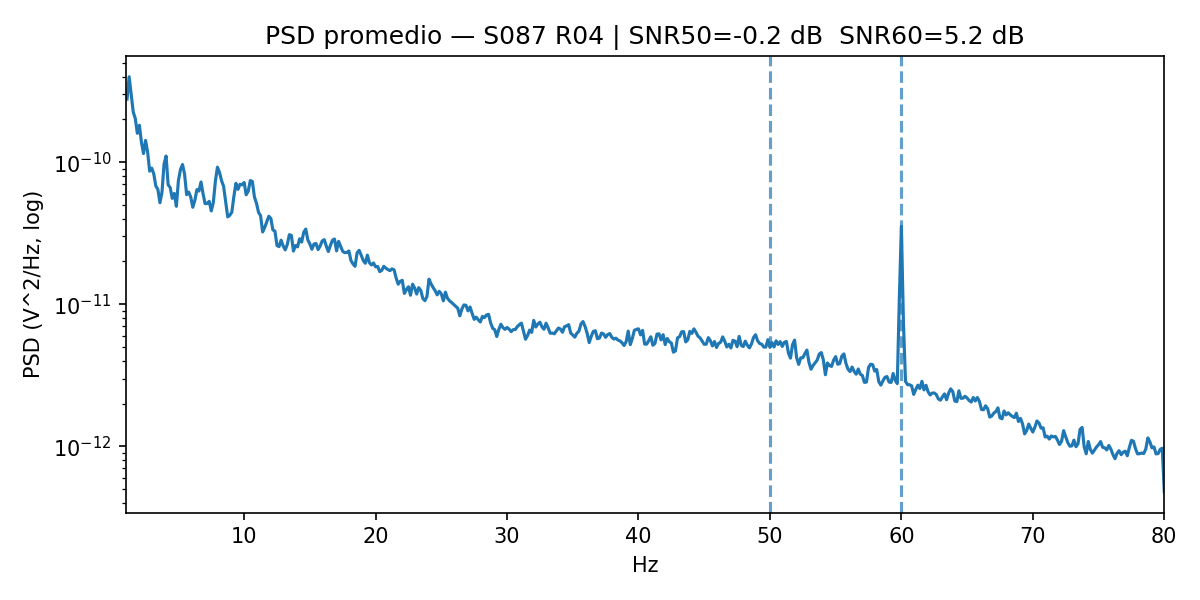 PSD promedio — S087 R04 | SNR50=-0.2 dB  SNR60=5.2 dB
PSD (V^2/Hz, log)
10⁻¹⁰
10⁻¹¹
10⁻¹²
10 20 30 40 50 60 70 80
Hz